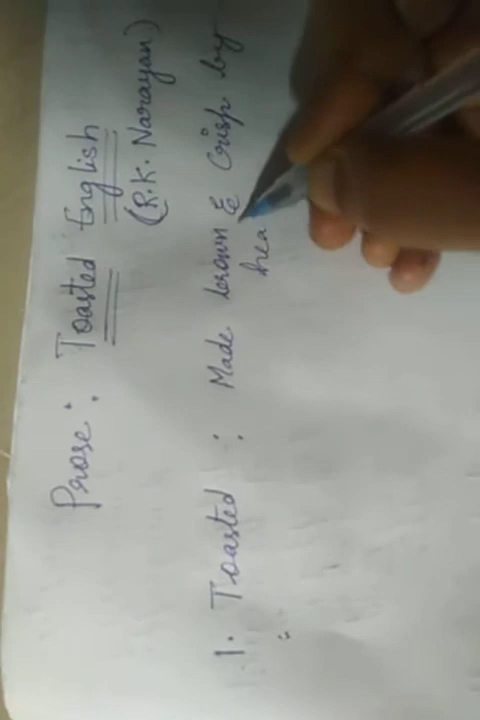 Prose : Toasted English
(R.K. Narayan)
1. Toasted : Made brown & Crisp by
hea